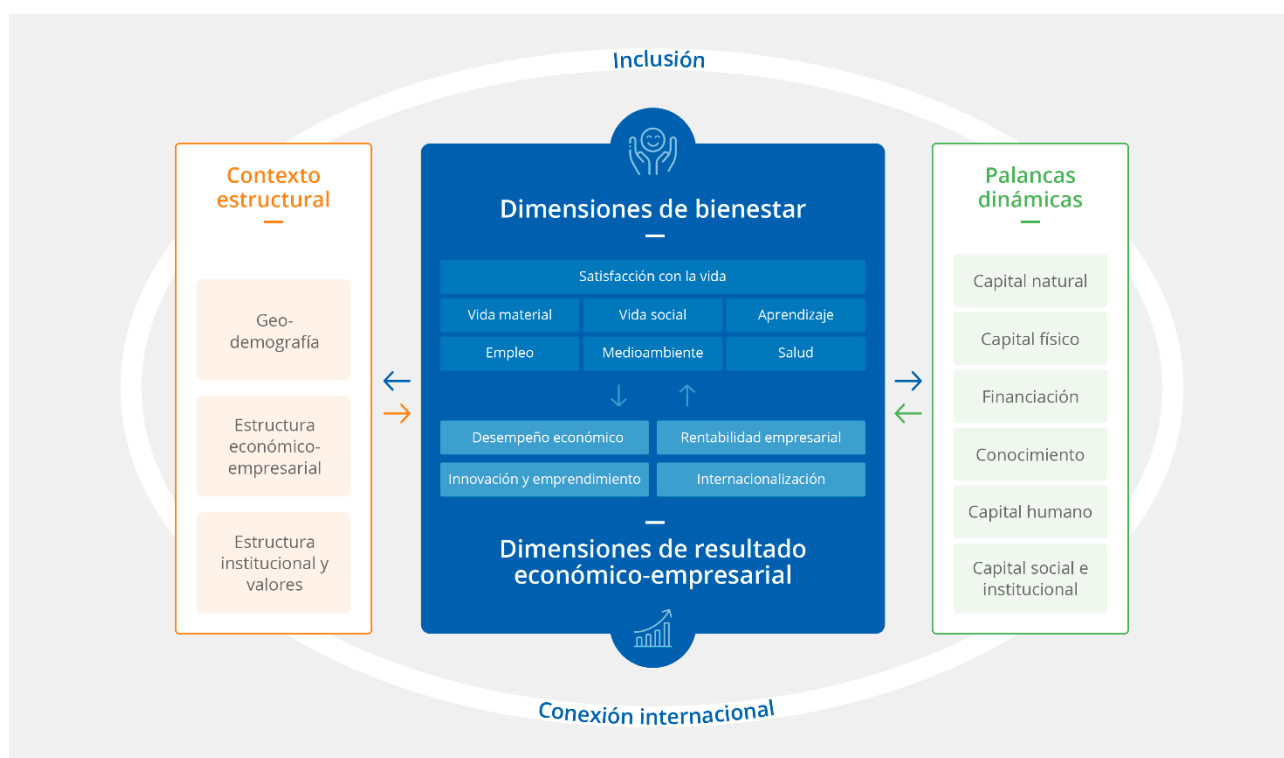 Inclusión
Contexto
estructural
Geo-
demografía
Estructura
económico-
empresarial
Estructura
institucional y
valores
Dimensiones de bienestar
Satisfacción con la vida
Vida material
Vida social
Aprendizaje
Empleo
Medioambiente
Salud
Desempeño económico
Rentabilidad empresarial
Innovación y emprendimiento
Internacionalización
Dimensiones de resultado
económico-empresarial
Palancas
dinámicas
Capital natural
Capital físico
Financiación
Conocimiento
Capital humano
Capital social e
institucional
Conexión internacional